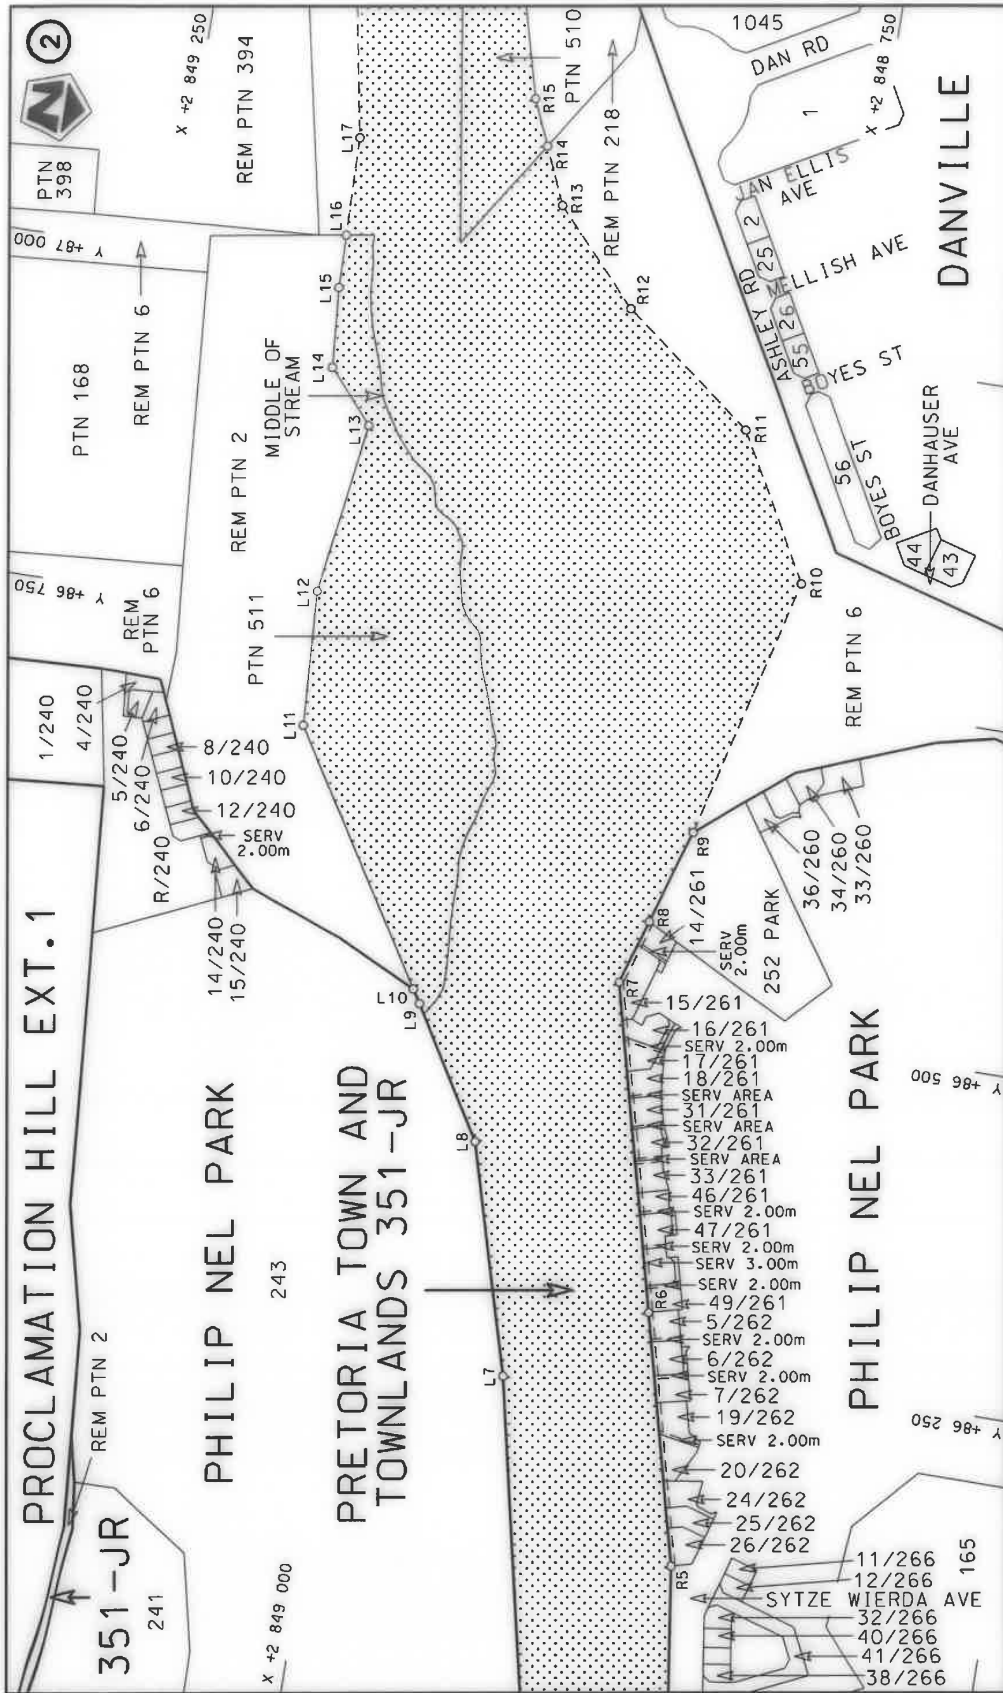 PROCLAMATION HILL EXT.1
351-JR
241
REM PTN 2
X +2 849 000
PHILIP NEL PARK
243
PRETORIA TOWN AND
TOWNLANDS 351-JR
1/240
4/240
5/240
6/240
8/240
10/240
12/240
SERV
2.00m
R/240
14/240
15/240
REM
PTN 6
Y +86 750
PTN 168
REM PTN 6
Y +87 000
PTN
398
N
2
X +2 849 250
REM PTN 394
REM PTN 2
PTN 511
MIDDLE OF
STREAM
L7
L8
L9
L10
L11
L12
L13
L14
L15
L16
L17
PTN 510
REM PTN 218
R15
R14
R13
R12
R11
R10
R9
R8
R7
R6
R5
1045
DAN RD
1
X +2 848 750
JAN ELLIS
AVE
2
25
MELLISH AVE
26
55
ASHLEY RD
BOYES ST
56
BOYES ST
DANHAUSER
AVE
44
43
DANVILLE
REM PTN 6
36/260
34/260
33/260
252 PARK
14/261
SERV
2.00m
15/261
16/261
SERV 2.00m
17/261
18/261
SERV AREA
31/261
SERV AREA
32/261
SERV AREA
33/261
46/261
SERV 2.00m
47/261
SERV 2.00m
SERV 3.00m
SERV 2.00m
49/261
5/262
SERV 2.00m
6/262
SERV 2.00m
7/262
19/262
SERV 2.00m
20/262
24/262
25/262
26/262
PHILIP NEL PARK
Y +86 500
Y +86 250
165
11/266
12/266
SYTZE WIERDA AVE
32/266
40/266
41/266
38/266